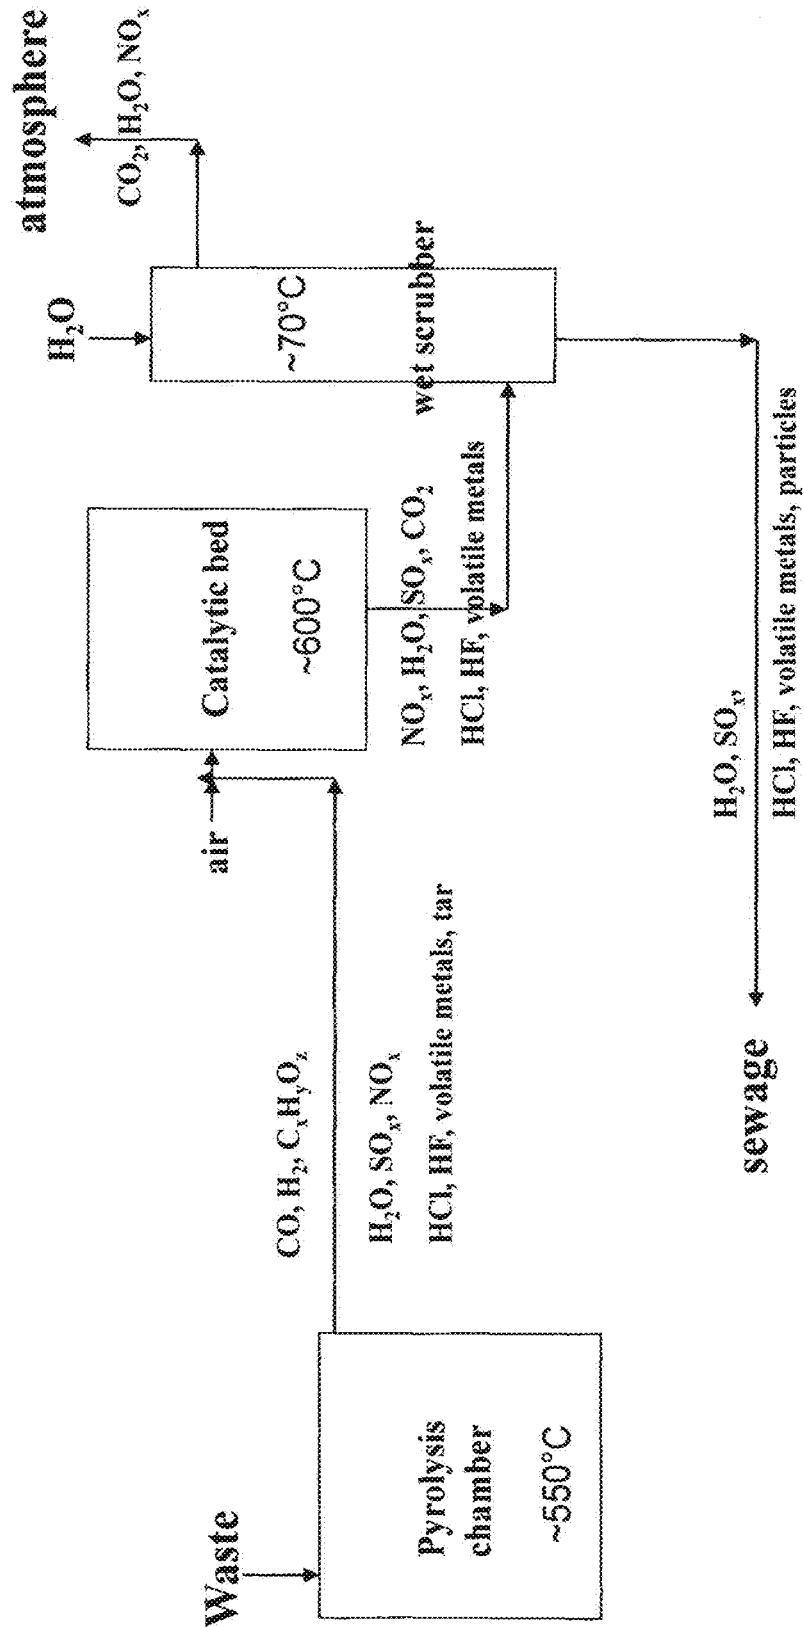 Waste
Pyrolysis
chamber
~550°C
CO, H₂, CₓHᵧO_z
H₂O, SOₓ, NOₓ
HCl, HF, volatile metals, tar
air
Catalytic bed
~600°C
NOₓ, H₂O, SOₓ, CO₂
HCl, HF, volatile metals
H₂O
~70°C
wet scrubber
atmosphere
CO₂, H₂O, NOₓ
H₂O, SOₓ,
HCl, HF, volatile metals, particles
sewage